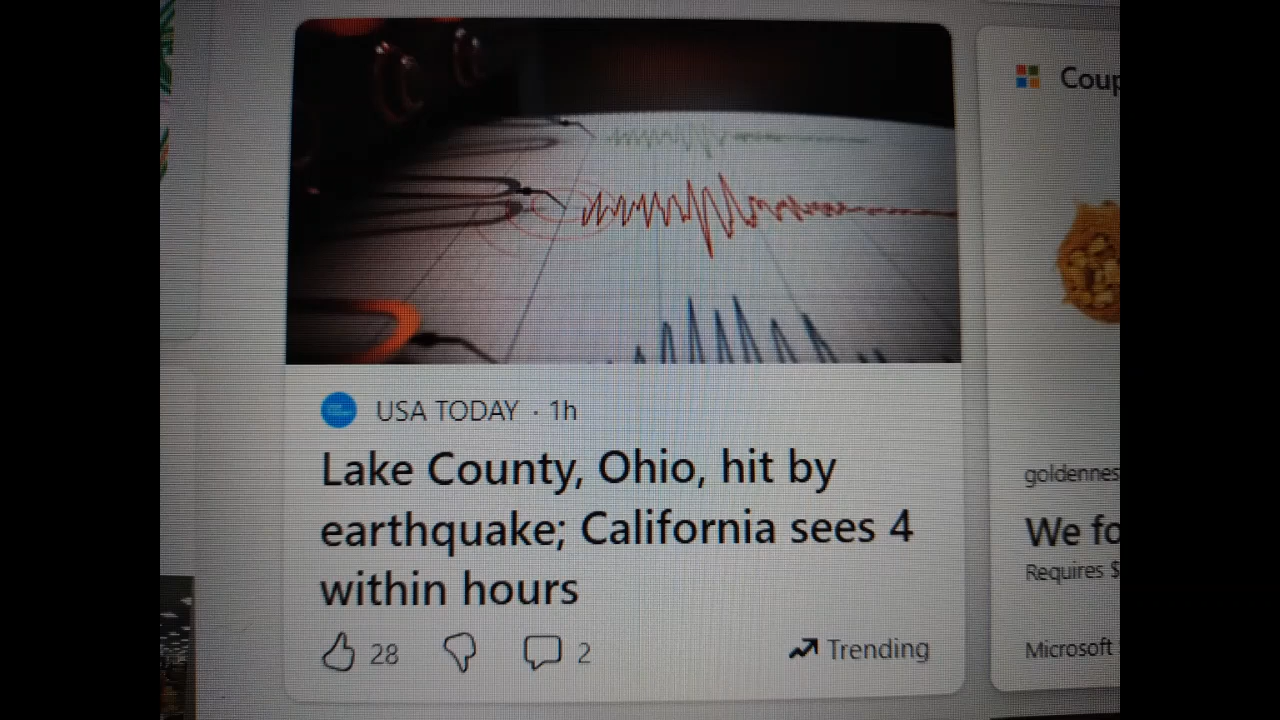 USA TODAY · 1h
Lake County, Ohio, hit by
earthquake; California sees 4
within hours
28
2
Trending
Coup
goldennes
We fo
Requires $
Microsoft